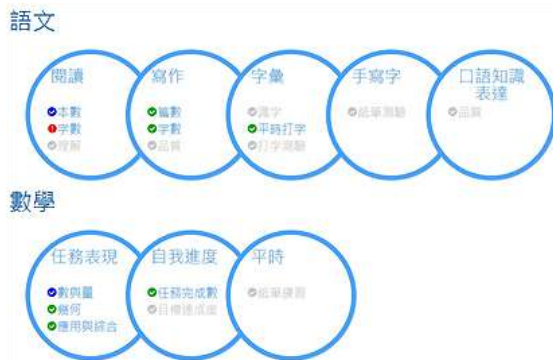 語文
閱讀
本數
字數
理解
寫作
篇數
字數
品質
字彙
識字
平時打字
打字測驗
手寫字
紙筆測驗
口語知識
表達
品質
數學
任務表現
數與量
幾何
應用與綜合
自我進度
任務完成數
目標達成度
平時
紙筆練習